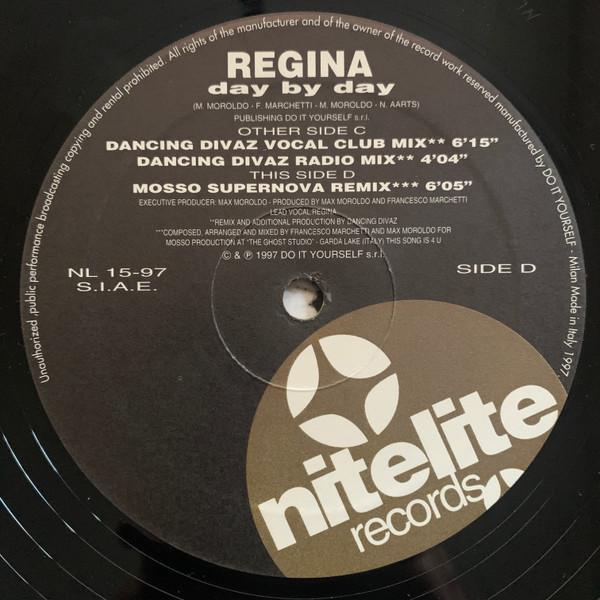 Unauthorized ,public performance broadcasting copying and rental prohibited. All rights of the manufacturer and of the owner of the record work reserved manufactured by DO IT YOURSELF - Milan Made in Italy 1997
REGINA
day by day
(M. MOROLDO - F. MARCHETTI - M. MOROLDO - N. AARTS)
PUBLISHING DO IT YOURSELF s.r.l.
OTHER SIDE C
DANCING DIVAZ VOCAL CLUB MIX** 6'15"
DANCING DIVAZ RADIO MIX** 4'04"
THIS SIDE D
MOSSO SUPERNOVA REMIX*** 6'05"
EXECUTIVE PRODUCER: MAX MOROLDO - PRODUCED BY MAX MOROLDO AND FRANCESCO MARCHETTI
LEAD VOCAL REGINA
**REMIX AND ADDITIONAL PRODUCTION BY DANCING DIVAZ
***COMPOSED, ARRANGED AND MIXED BY FRANCESCO MARCHETTI AND MAX MOROLDO FOR
MOSSO PRODUCTION AT "THE GHOST STUDIO" - GARDA LAKE (ITALY) THIS SONG IS 4 U
© & ℗ 1997 DO IT YOURSELF s.r.l.
NL 15-97
S.I.A.E.
SIDE D
nitelite
records